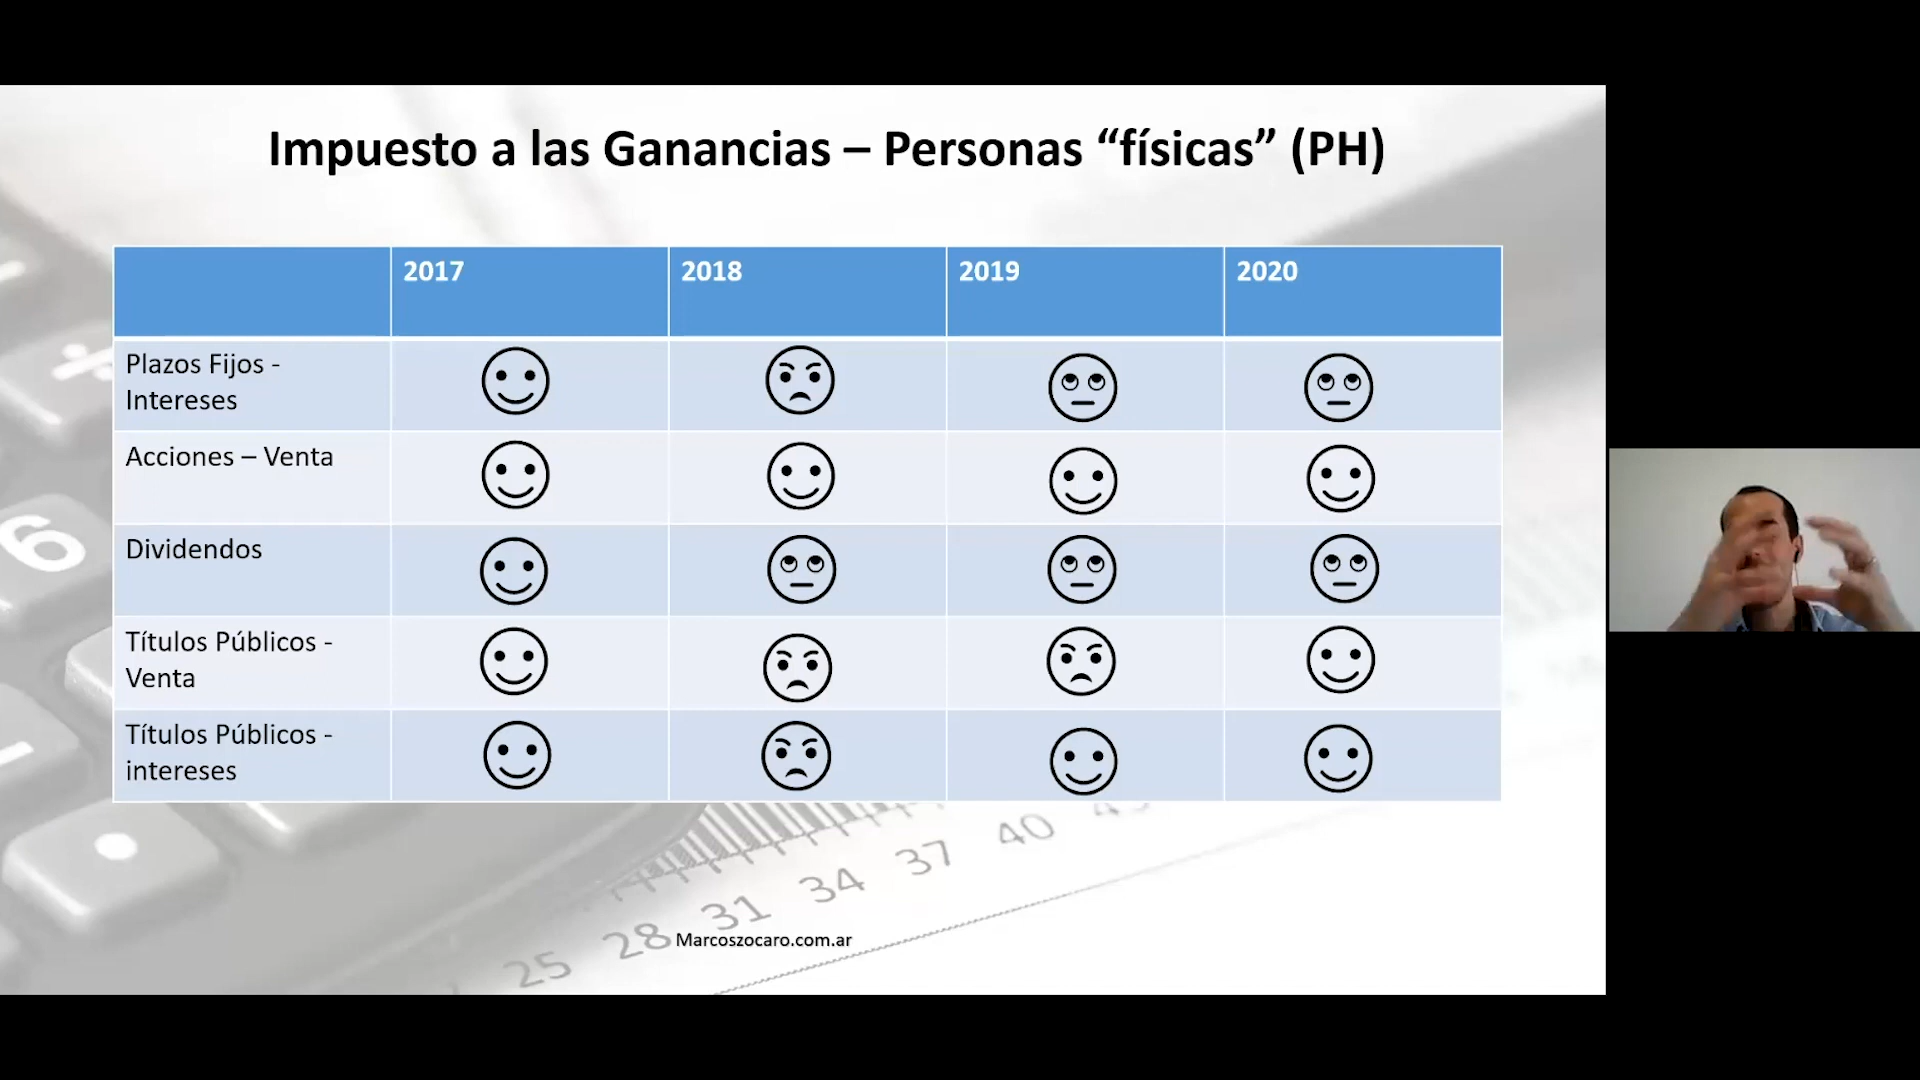 Impuesto a las Ganancias – Personas “físicas” (PH)
2017
2018
2019
2020
Plazos Fijos -
Intereses
Acciones – Venta
Dividendos
Títulos Públicos -
Venta
Títulos Públicos -
intereses
6
25
28
31
34
37
40
Marcoszocaro.com.ar